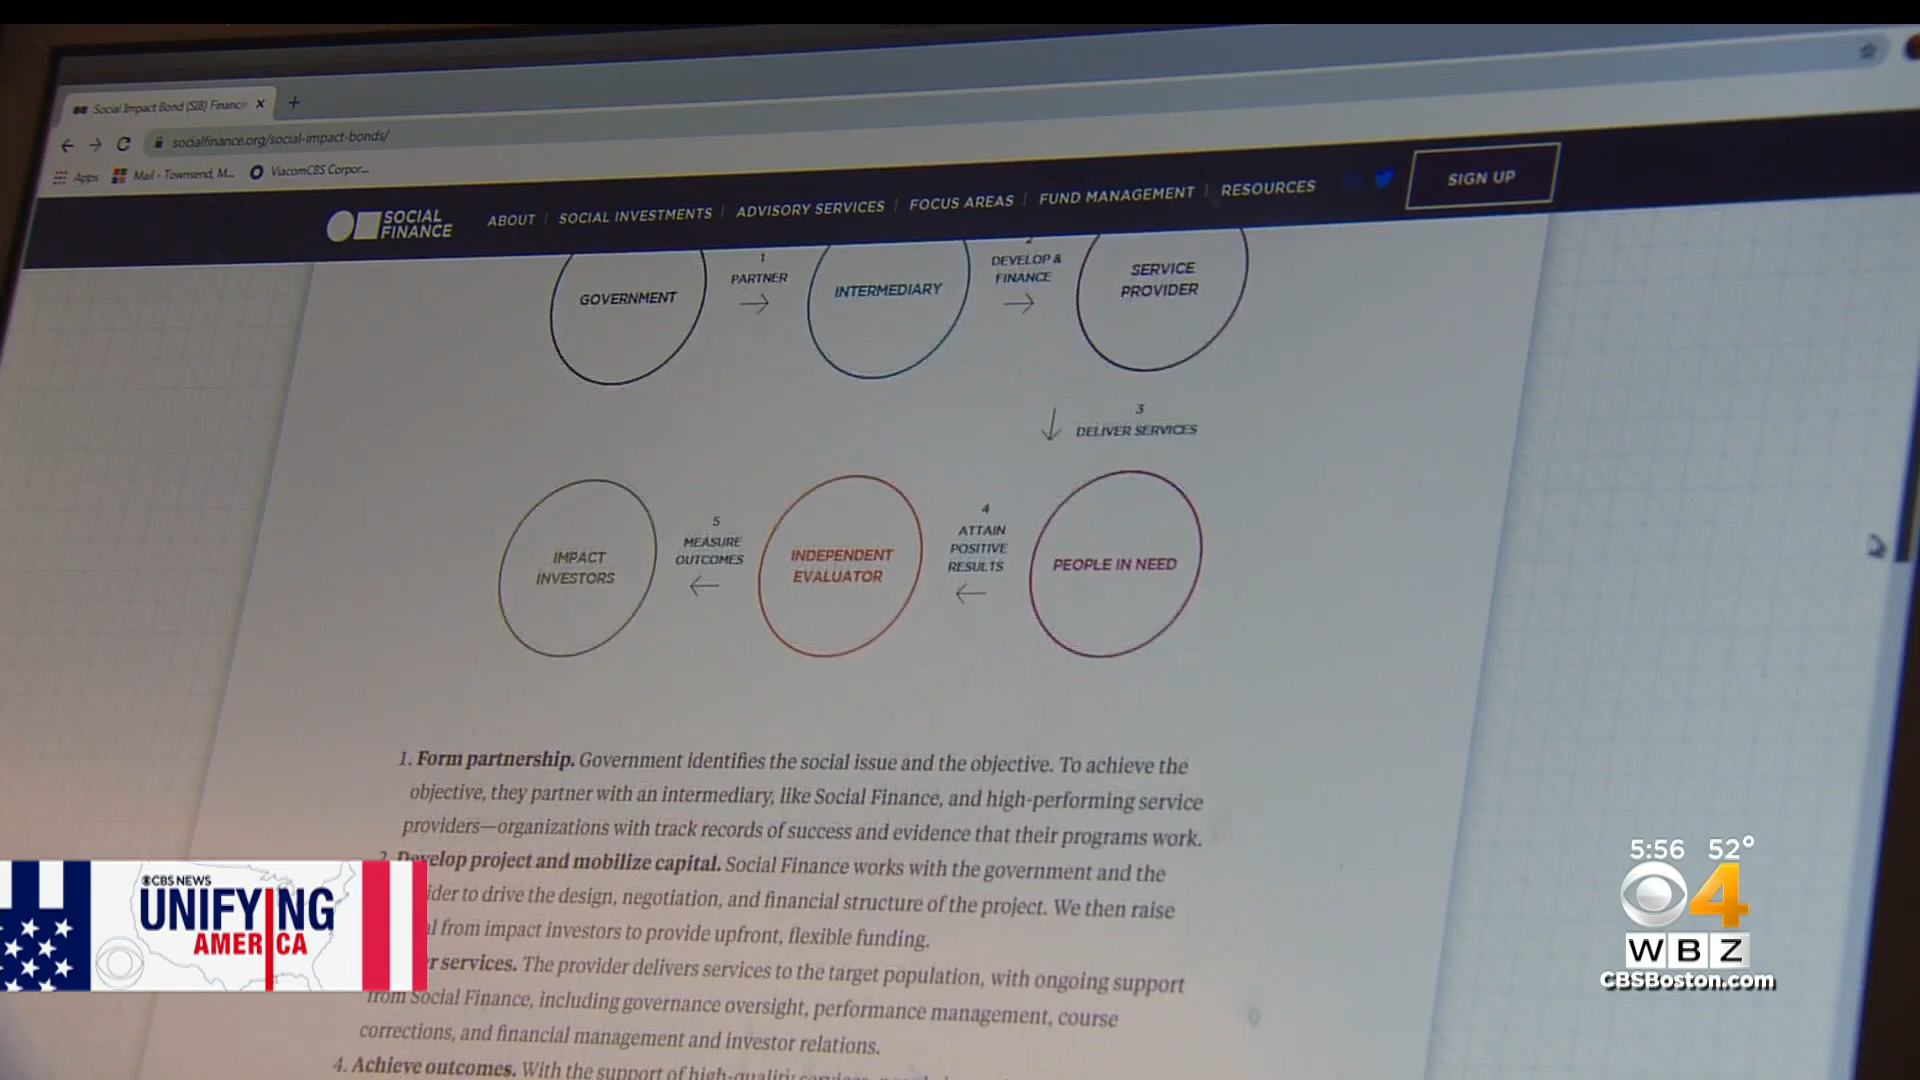 Social Impact Bond (SIB) Financi
socialfinance.org/social-impact-bonds/
Apps Mail - Townsend, M... ViacomCBS Corpor...
SOCIAL
FINANCE
ABOUT SOCIAL INVESTMENTS ADVISORY SERVICES FOCUS AREAS FUND MANAGEMENT RESOURCES SIGN UP
GOVERNMENT
1
PARTNER
INTERMEDIARY
2
DEVELOP &
FINANCE
SERVICE
PROVIDER
3
DELIVER SERVICES
IMPACT
INVESTORS
5
MEASURE
OUTCOMES
INDEPENDENT
EVALUATOR
4
ATTAIN
POSITIVE
RESULTS
PEOPLE IN NEED
1. Form partnership. Government identifies the social issue and the objective. To achieve the
objective, they partner with an intermediary, like Social Finance, and high-performing service
providers—organizations with track records of success and evidence that their programs work.
2. Develop project and mobilize capital. Social Finance works with the government and the
ider to drive the design, negotiation, and financial structure of the project. We then raise
al from impact investors to provide upfront, flexible funding.
r services. The provider delivers services to the target population, with ongoing support
from Social Finance, including governance oversight, performance management, course
corrections, and financial management and investor relations.
4. Achieve outcomes. With the support of high-quality
CBS NEWS
UNIFYING
AMERICA
5:56 52°
4
WBZ
CBSBoston.com